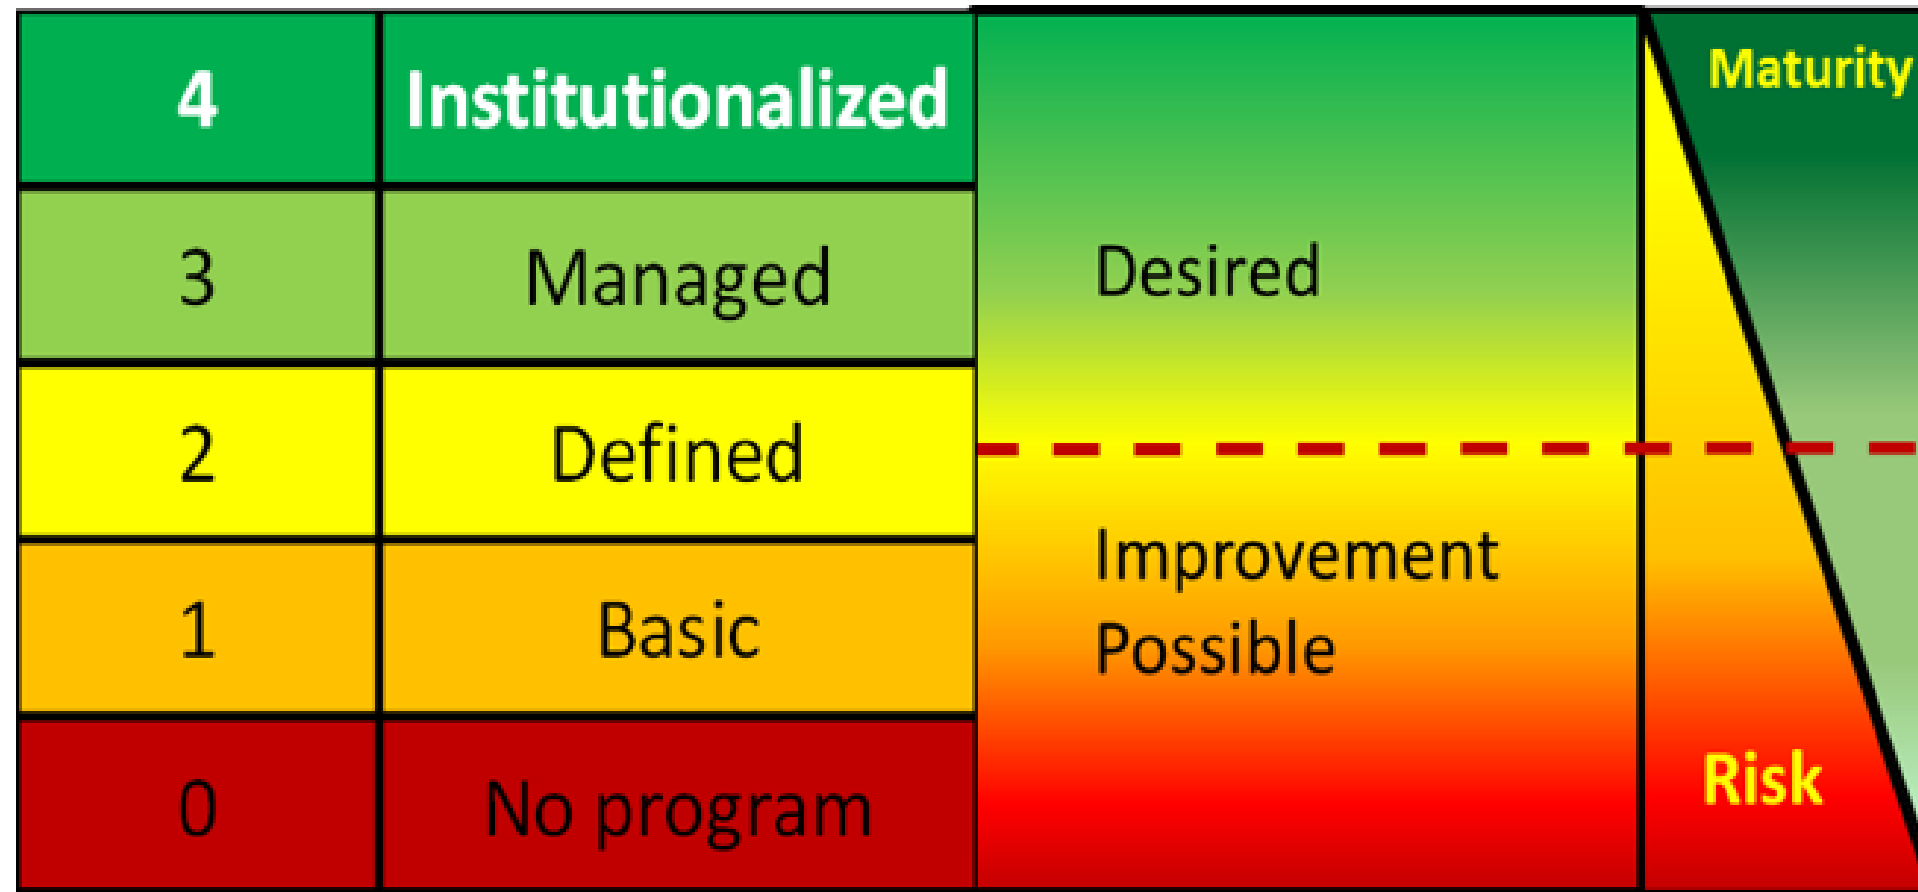 4 Institutionalized
Maturity
3 Managed
Desired
2 Defined
Improvement
Possible
1 Basic
0 No program
Risk